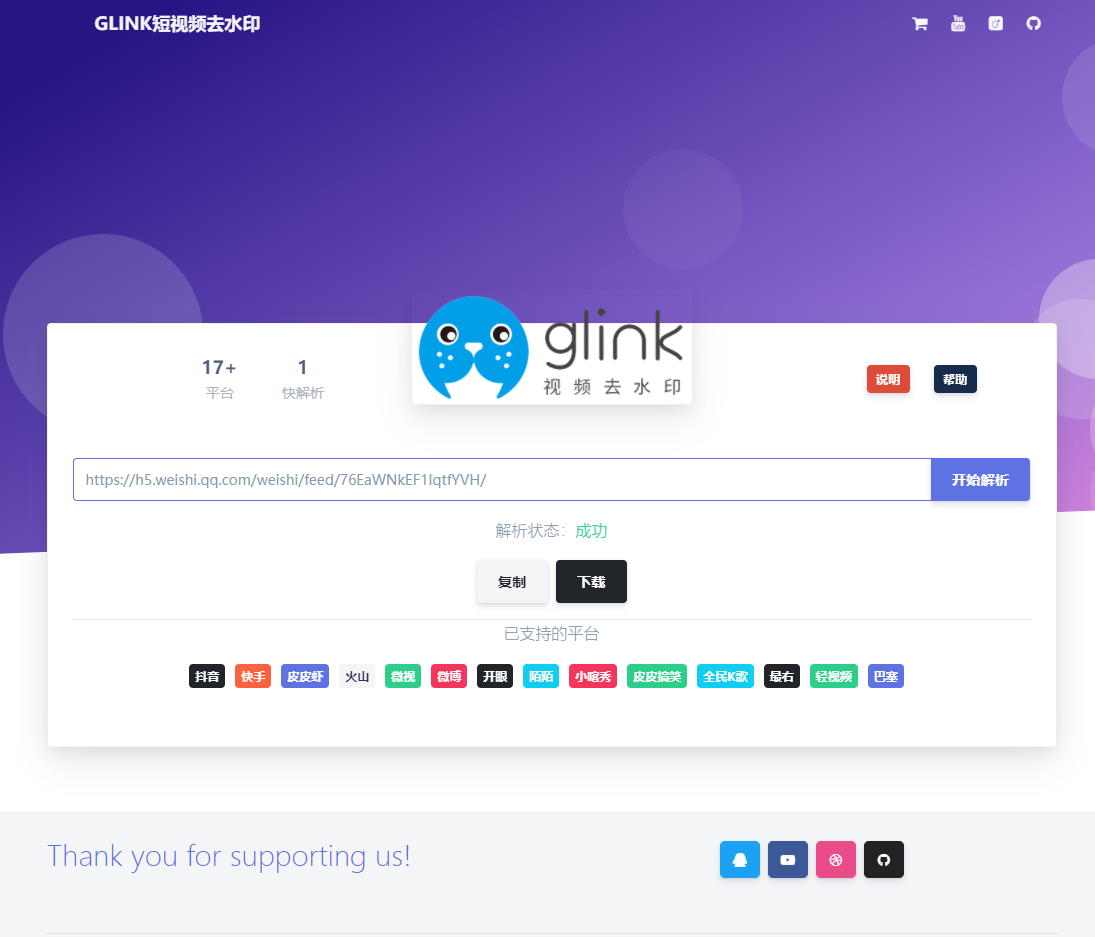 GLINK短视频去水印
You
Tube
17+
1
平台
快解析
glink
视频去水印
说明
帮助
https://h5.weishi.qq.com/weishi/feed/76EaWNkEF1IqtfYVH/
开始解析
解析状态：成功
复制
下载
已支持的平台
抖音 快手 皮皮虾 火山 微视 微博 开眼 陌陌 小咖秀 皮皮搞笑 全民K歌 最右 轻视频 巴塞
Thank you for supporting us!